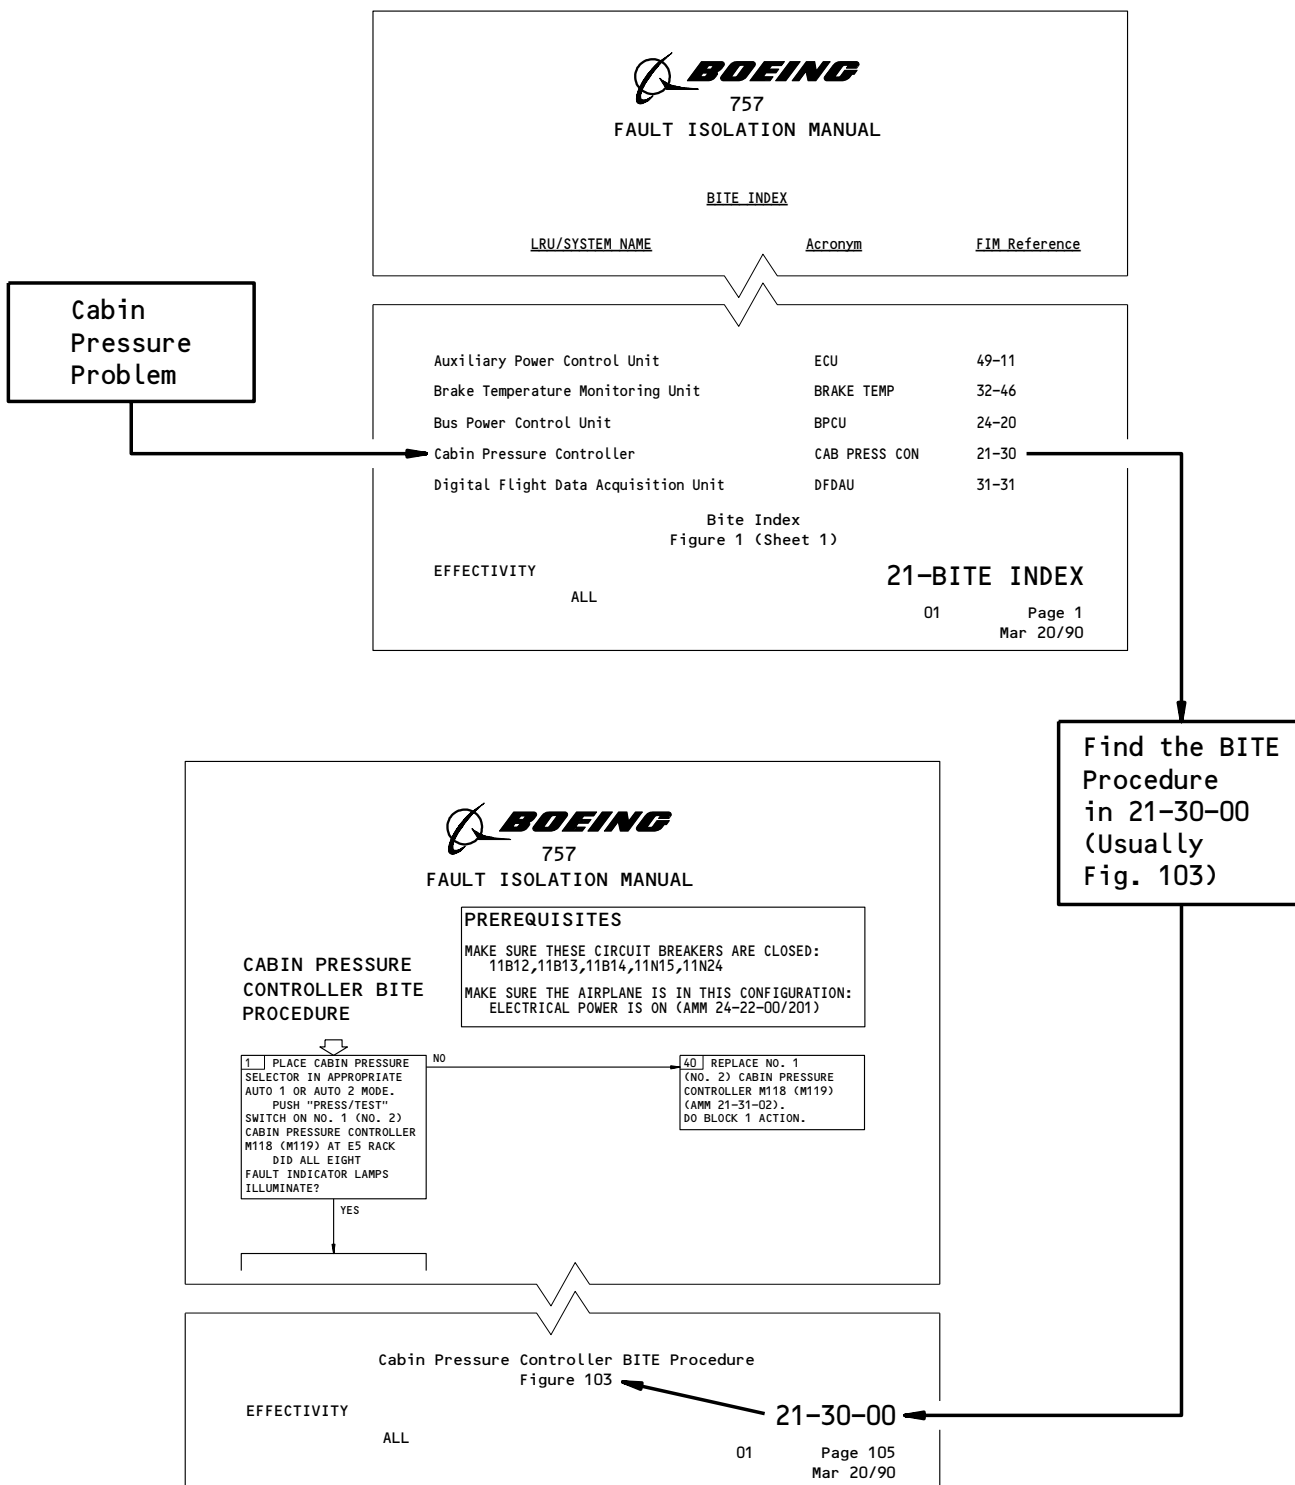 BOEING
757
FAULT ISOLATION MANUAL
BITE INDEX
LRU/SYSTEM NAME Acronym FIM Reference
Cabin
Pressure
Problem
Auxiliary Power Control Unit ECU 49-11
Brake Temperature Monitoring Unit BRAKE TEMP 32-46
Bus Power Control Unit BPCU 24-20
Cabin Pressure Controller CAB PRESS CON 21-30
Digital Flight Data Acquisition Unit DFDAU 31-31
Bite Index
Figure 1 (Sheet 1)
EFFECTIVITY
ALL
21-BITE INDEX
01 Page 1
Mar 20/90
Find the BITE
Procedure
in 21-30-00
(Usually
Fig. 103)
BOEING
757
FAULT ISOLATION MANUAL
PREREQUISITES
MAKE SURE THESE CIRCUIT BREAKERS ARE CLOSED:
11B12,11B13,11B14,11N15,11N24
MAKE SURE THE AIRPLANE IS IN THIS CONFIGURATION:
ELECTRICAL POWER IS ON (AMM 24-22-00/201)
CABIN PRESSURE
CONTROLLER BITE
PROCEDURE
1 PLACE CABIN PRESSURE
SELECTOR IN APPROPRIATE
AUTO 1 OR AUTO 2 MODE.
PUSH "PRESS/TEST"
SWITCH ON NO. 1 (NO. 2)
CABIN PRESSURE CONTROLLER
M118 (M119) AT E5 RACK
DID ALL EIGHT
FAULT INDICATOR LAMPS
ILLUMINATE?
NO
40 REPLACE NO. 1
(NO. 2) CABIN PRESSURE
CONTROLLER M118 (M119)
(AMM 21-31-02).
DO BLOCK 1 ACTION.
YES
Cabin Pressure Controller BITE Procedure
Figure 103
EFFECTIVITY
ALL
21-30-00
01 Page 105
Mar 20/90